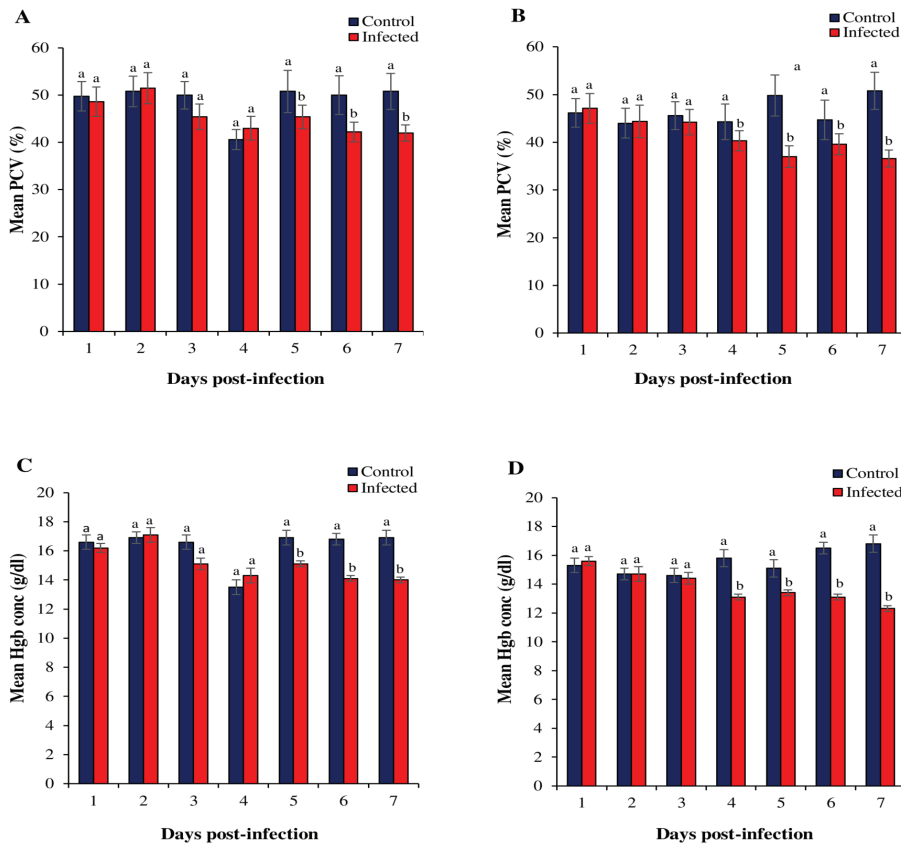 A
Control
Infected
60
50
40
30
20
10
0
Mean PCV (%)
a a a a a a a a a b a b a b
1 2 3 4 5 6 7
Days post-infection
B
Control
Infected
60
50
40
30
20
10
0
Mean PCV (%)
a a a a a a a b a b a b a b
1 2 3 4 5 6 7
Days post-infection
C
Control
Infected
20
18
16
14
12
10
8
6
4
2
0
Mean Hgb conc (g/dl)
a a a a a a a a a b a b a b
1 2 3 4 5 6 7
Days post-infection
D
Control
Infected
20
18
16
14
12
10
8
6
4
2
0
Mean Hgb conc (g/dl)
a a a a a a a b a b a b a b
1 2 3 4 5 6 7
Days post-infection